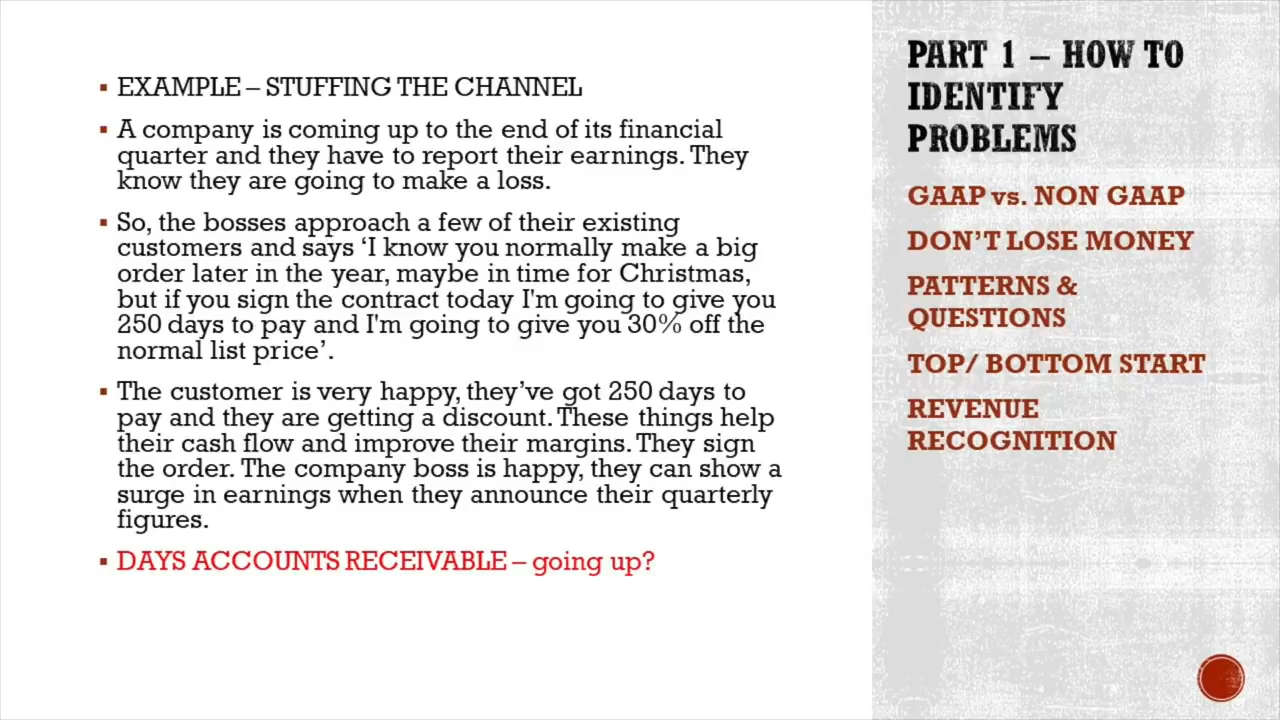 ▪ EXAMPLE – STUFFING THE CHANNEL
▪ A company is coming up to the end of its financial
quarter and they have to report their earnings. They
know they are going to make a loss.
▪ So, the bosses approach a few of their existing
customers and says ‘I know you normally make a big
order later in the year, maybe in time for Christmas,
but if you sign the contract today I'm going to give you
250 days to pay and I'm going to give you 30% off the
normal list price’.
▪ The customer is very happy, they’ve got 250 days to
pay and they are getting a discount. These things help
their cash flow and improve their margins. They sign
the order. The company boss is happy, they can show a
surge in earnings when they announce their quarterly
figures.
▪ DAYS ACCOUNTS RECEIVABLE – going up?
PART 1 – HOW TO
IDENTIFY
PROBLEMS
GAAP vs. NON GAAP
DON’T LOSE MONEY
PATTERNS &
QUESTIONS
TOP/ BOTTOM START
REVENUE
RECOGNITION